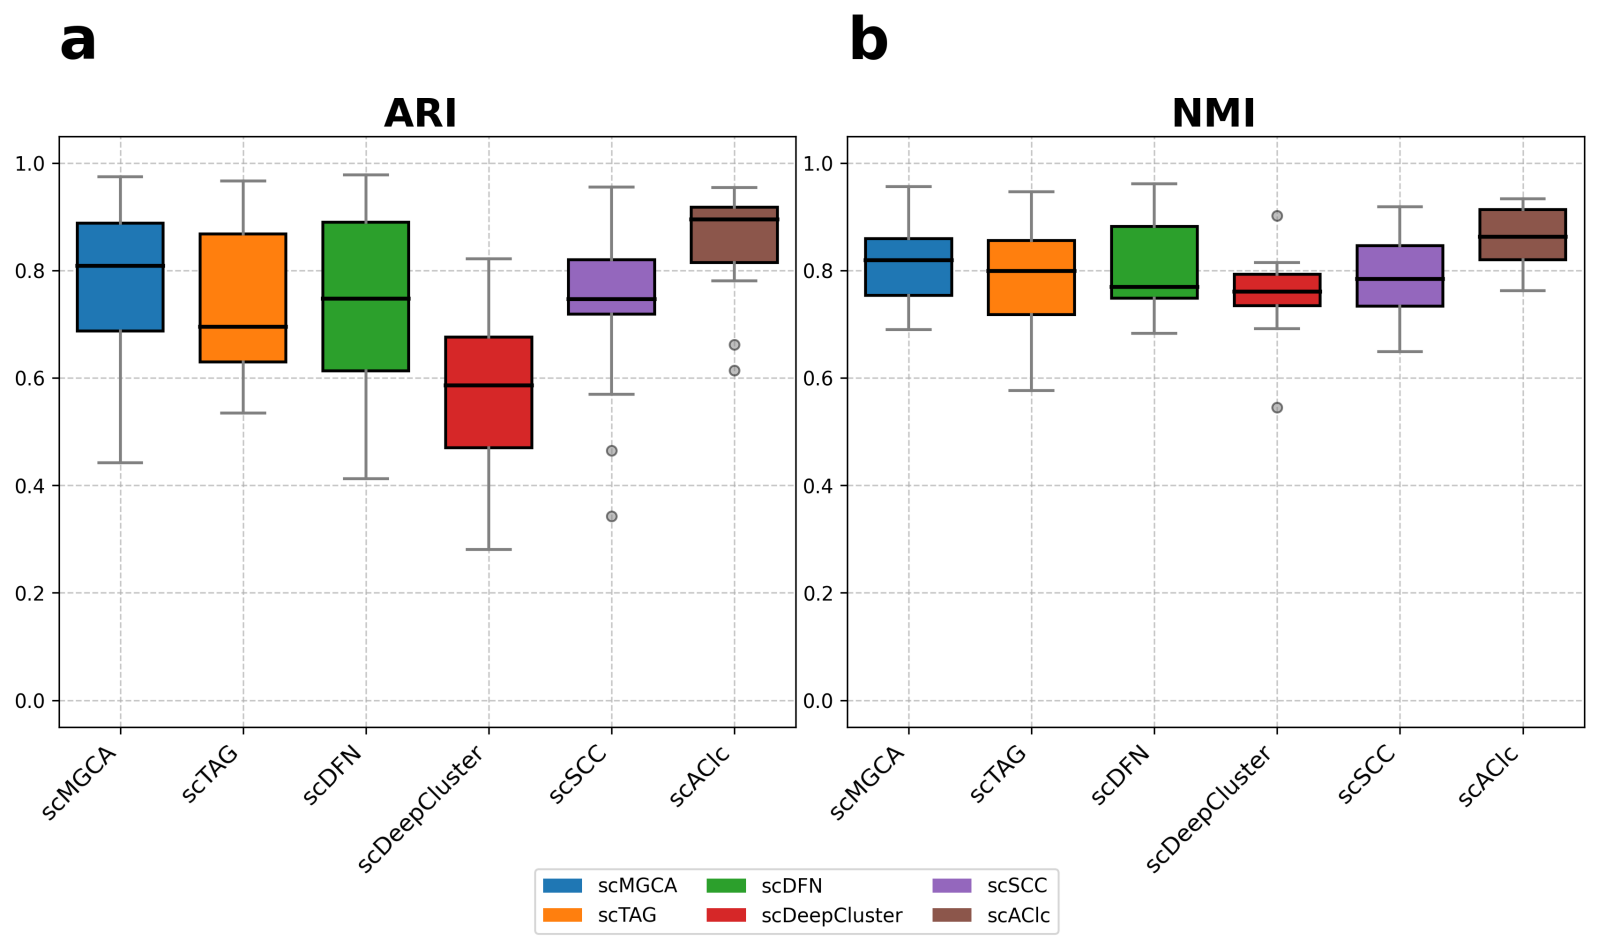 a
b
ARI
NMI
1.0
0.8
0.6
0.4
0.2
0.0
1.0
0.8
0.6
0.4
0.2
0.0
scMGCA
scTAG
scDFN
scDeepCluster
scSCC
scAClc
scMGCA
scTAG
scDFN
scDeepCluster
scSCC
scAClc
scMGCA
scDFN
scSCC
scTAG
scDeepCluster
scAClc